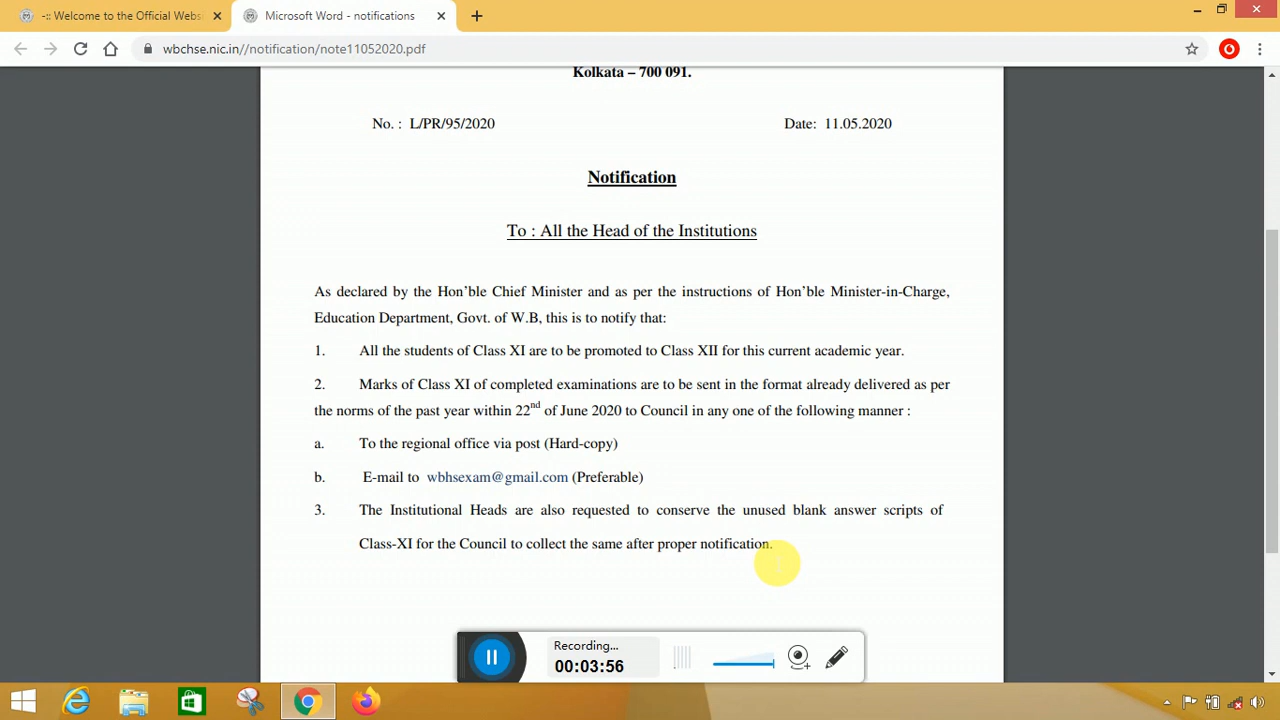 -:: Welcome to the Official Webs
Microsoft Word - notifications
wbchse.nic.in//notification/note11052020.pdf
Kolkata – 700 091.
No. : L/PR/95/2020
Date: 11.05.2020
Notification
To : All the Head of the Institutions
As declared by the Hon'ble Chief Minister and as per the instructions of Hon'ble Minister-in-Charge,
Education Department, Govt. of W.B, this is to notify that:
1. All the students of Class XI are to be promoted to Class XII for this current academic year.
2. Marks of Class XI of completed examinations are to be sent in the format already delivered as per
the norms of the past year within 22nd of June 2020 to Council in any one of the following manner :
a. To the regional office via post (Hard-copy)
b. E-mail to wbhsexam@gmail.com (Preferable)
3. The Institutional Heads are also requested to conserve the unused blank answer scripts of
Class-XI for the Council to collect the same after proper notification.
Recording...
00:03:56